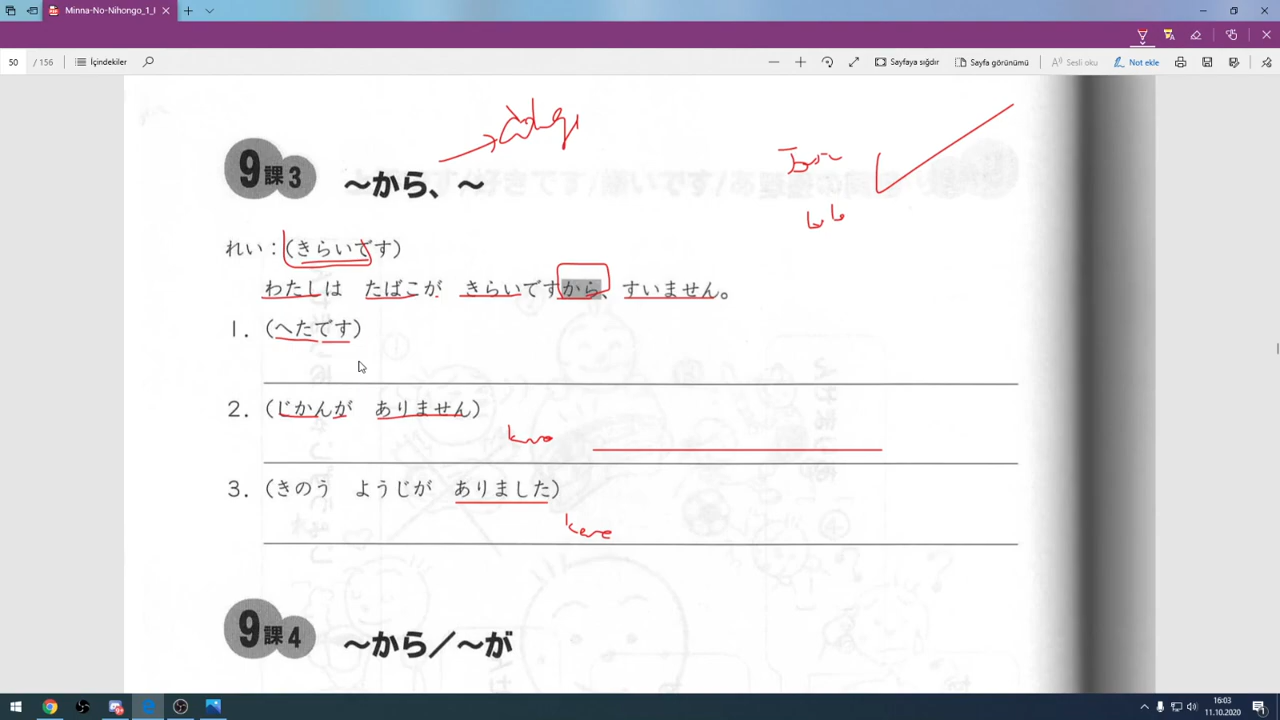 Minna-No-Nihongo_1_
50 / 156 İçindekiler Sayfaya sığdır Sayfa görünümü Sesli oku Not ekle
9課3 ～から、～
れい：(きらいです)
わたしは たばこが きらいですから、すいません。
1. (へたです)
2. (じかんが ありません)
3. (きのう ようじが ありました)
9課4 ～から／～が
16:03
11.10.2020